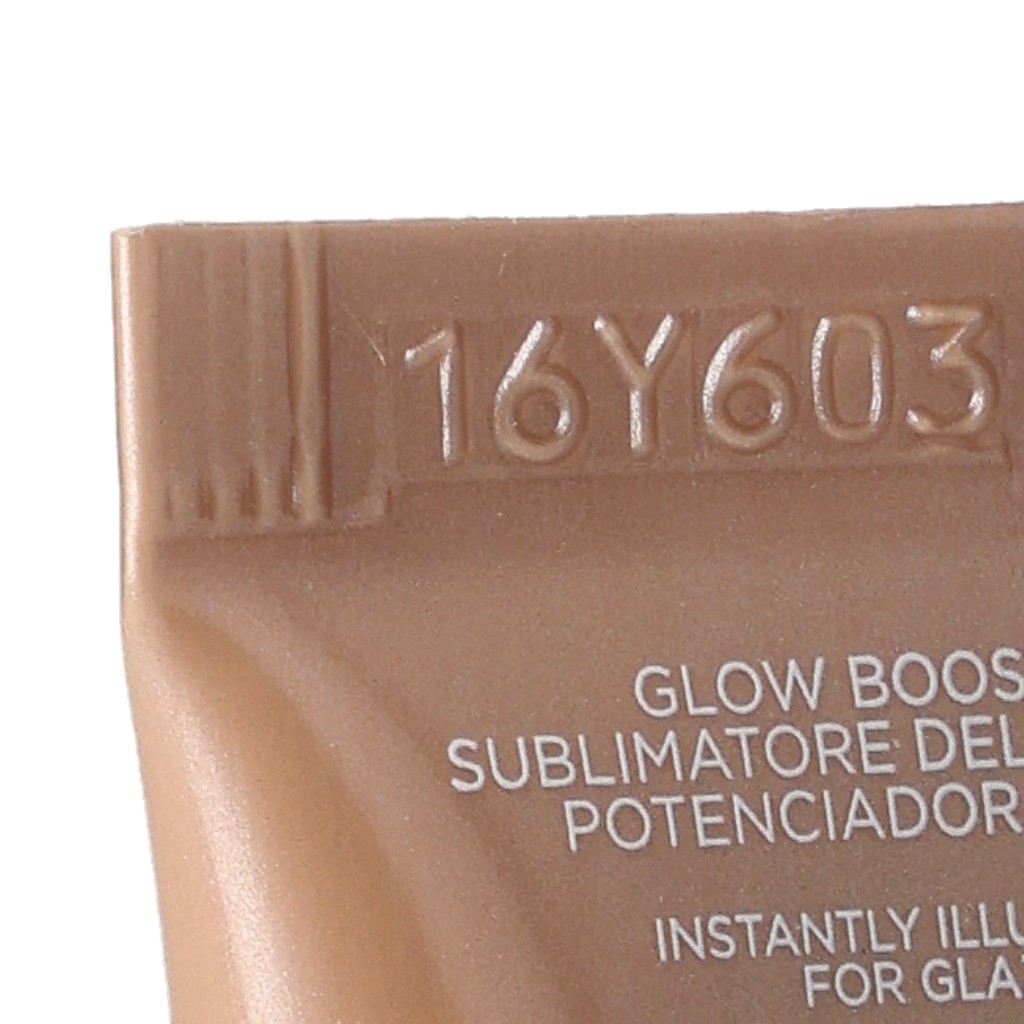 16Y603
GLOW BOOS
SUBLIMATORE DEL
POTENCIADOR
INSTANTLY ILLU
FOR GLA